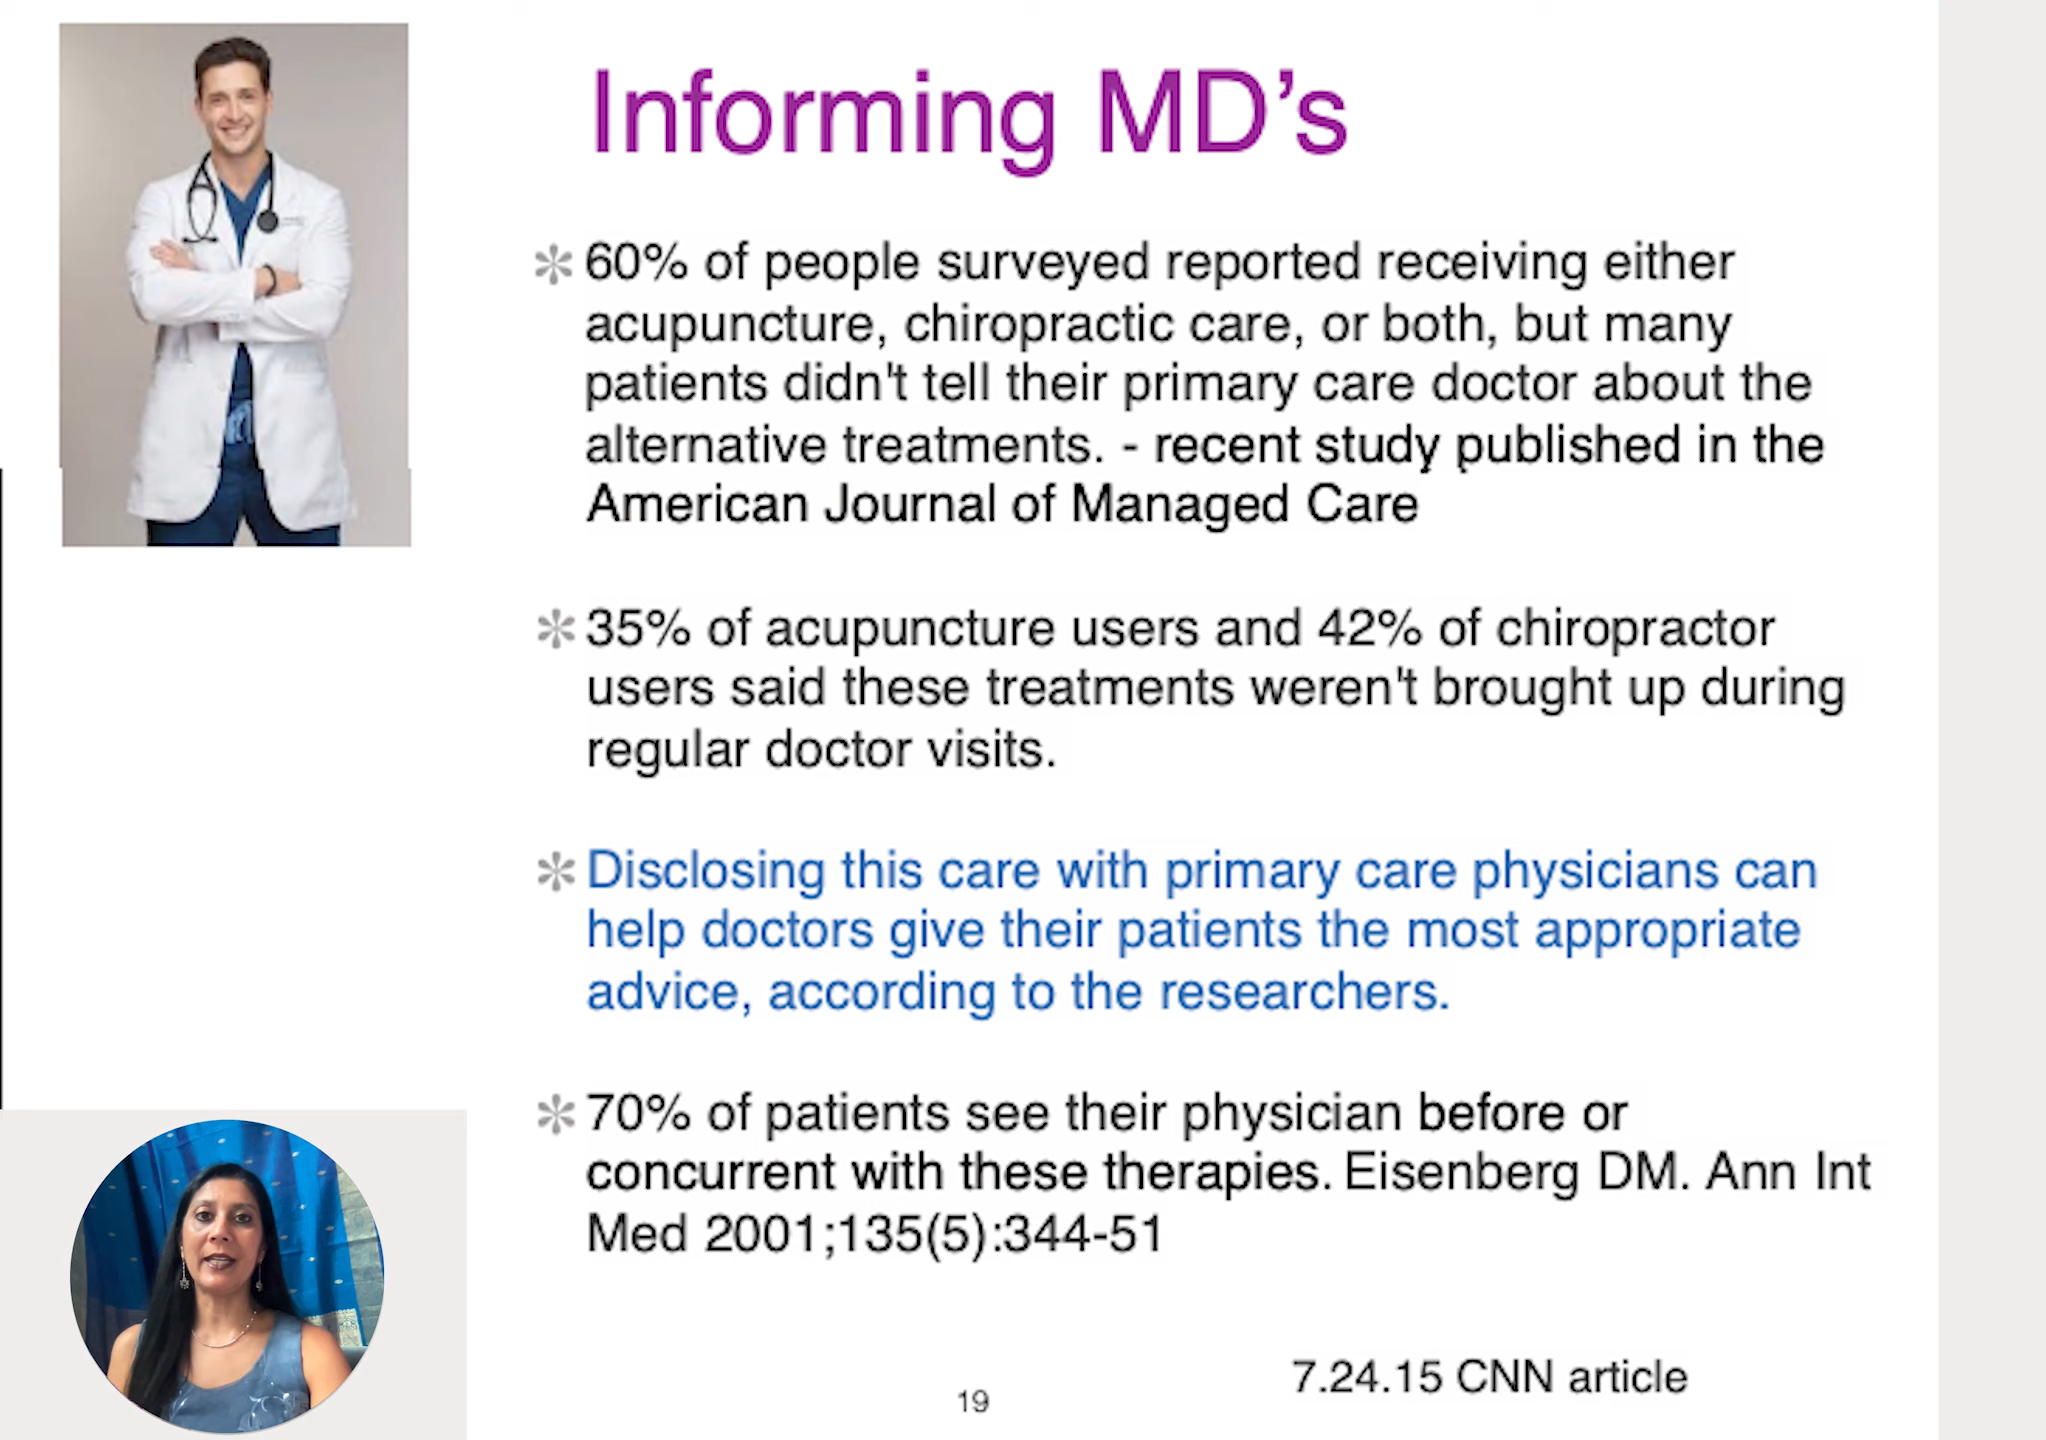 Informing MD’s
✻ 60% of people surveyed reported receiving either
acupuncture, chiropractic care, or both, but many
patients didn't tell their primary care doctor about the
alternative treatments. - recent study published in the
American Journal of Managed Care
✻ 35% of acupuncture users and 42% of chiropractor
users said these treatments weren't brought up during
regular doctor visits.
✻ Disclosing this care with primary care physicians can
help doctors give their patients the most appropriate
advice, according to the researchers.
✻ 70% of patients see their physician before or
concurrent with these therapies. Eisenberg DM. Ann Int
Med 2001;135(5):344-51
7.24.15 CNN article
19